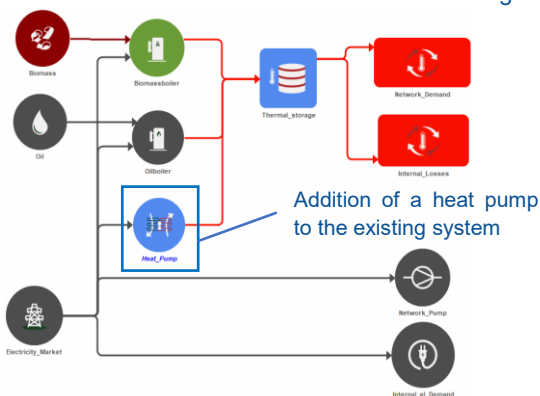 Biomass
Biomassboiler
Network_Demand
Thermal_storage
Oil
Oilboiler
Internal_Losses
Addition of a heat pump
to the existing system
Heat_Pump
Network_Pump
Electricity_Market
Internal_el_Demand